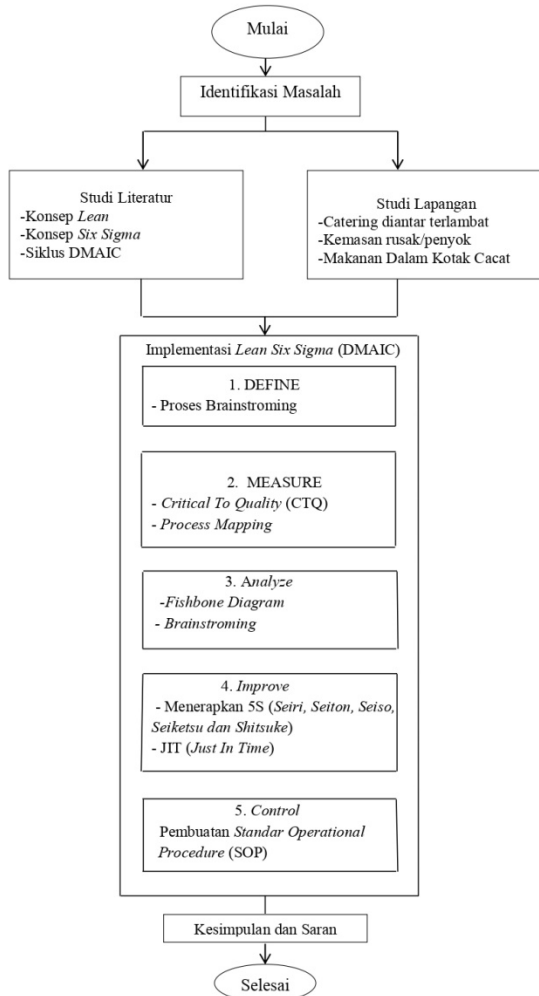 Mulai
Identifikasi Masalah
Studi Literatur
-Konsep Lean
-Konsep Six Sigma
-Siklus DMAIC
Studi Lapangan
-Catering diantar terlambat
-Kemasan rusak/penyok
-Makanan Dalam Kotak Cacat
Implementasi Lean Six Sigma (DMAIC)
1. DEFINE
- Proses Brainstroming
2. MEASURE
- Critical To Quality (CTQ)
- Process Mapping
3. Analyze
-Fishbone Diagram
- Brainstroming
4. Improve
- Menerapkan 5S (Seiri, Seiton, Seiso,
Seiketsu dan Shitsuke)
- JIT (Just In Time)
5. Control
Pembuatan Standar Operational
Procedure (SOP)
Kesimpulan dan Saran
Selesai